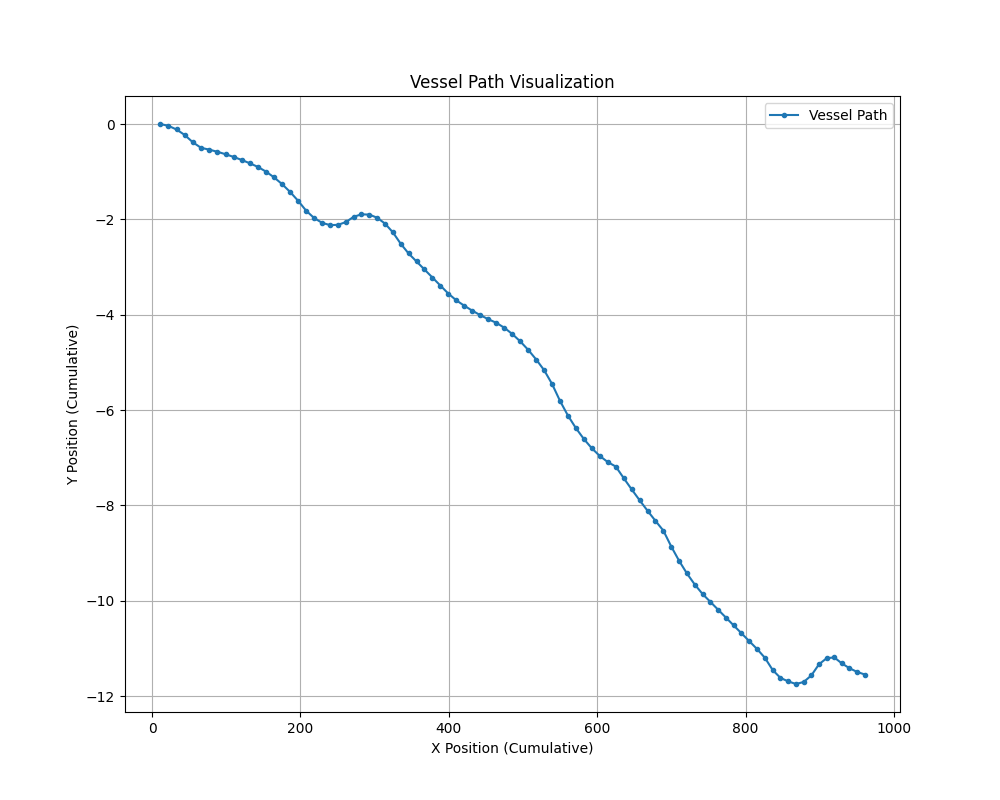 Vessel Path Visualization
Vessel Path
0
−2
−4
−6
−8
−10
−12
Y Position (Cumulative)
0 200 400 600 800 1000
X Position (Cumulative)